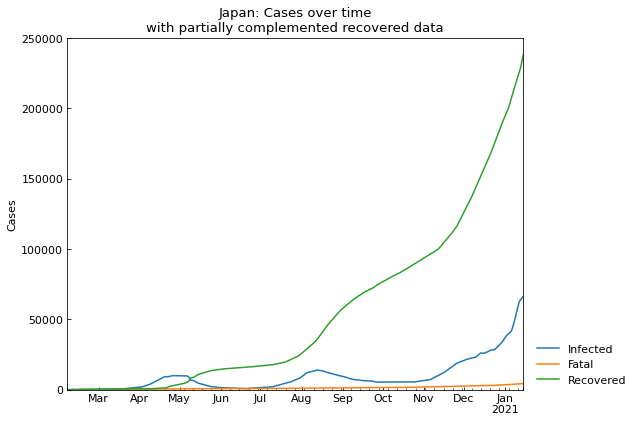 Japan: Cases over time
with partially complemented recovered data
250000
200000
150000
100000
50000
0
Cases
Mar Apr May Jun Jul Aug Sep Oct Nov Dec Jan
2021
Infected
Fatal
Recovered